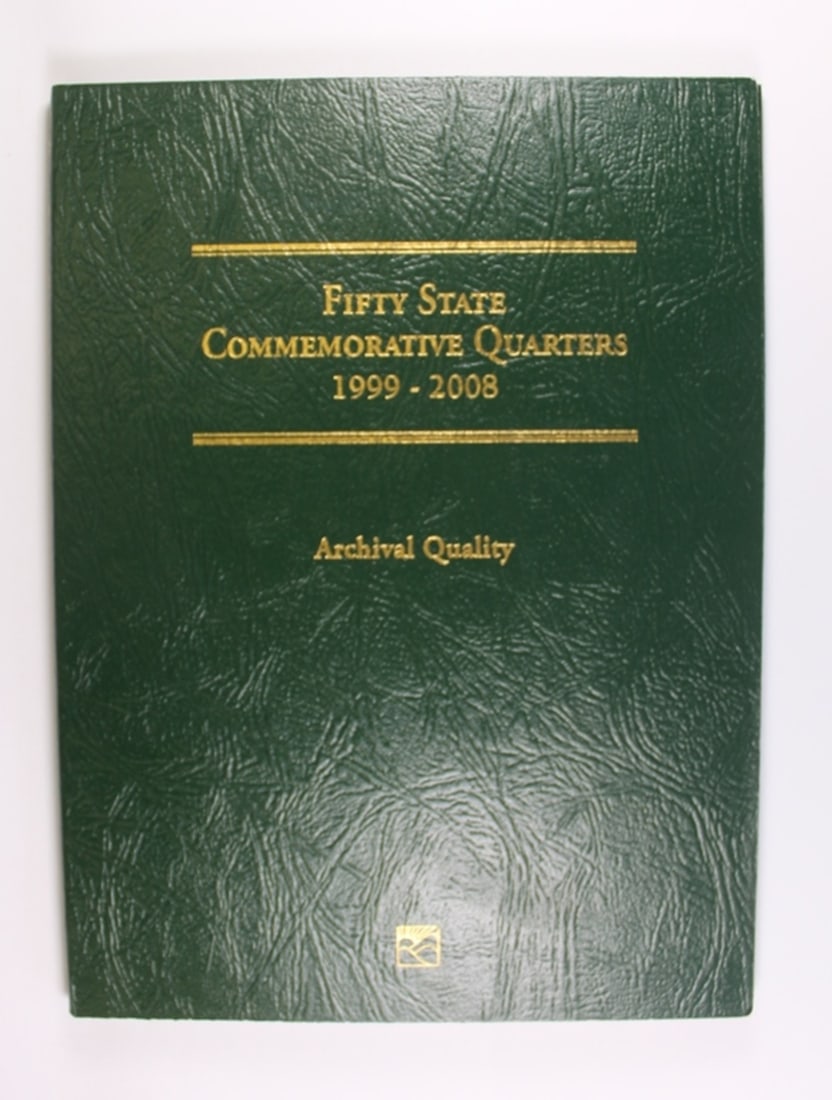 Fifty State
Commemorative Quarters
1999 - 2008
Archival Quality